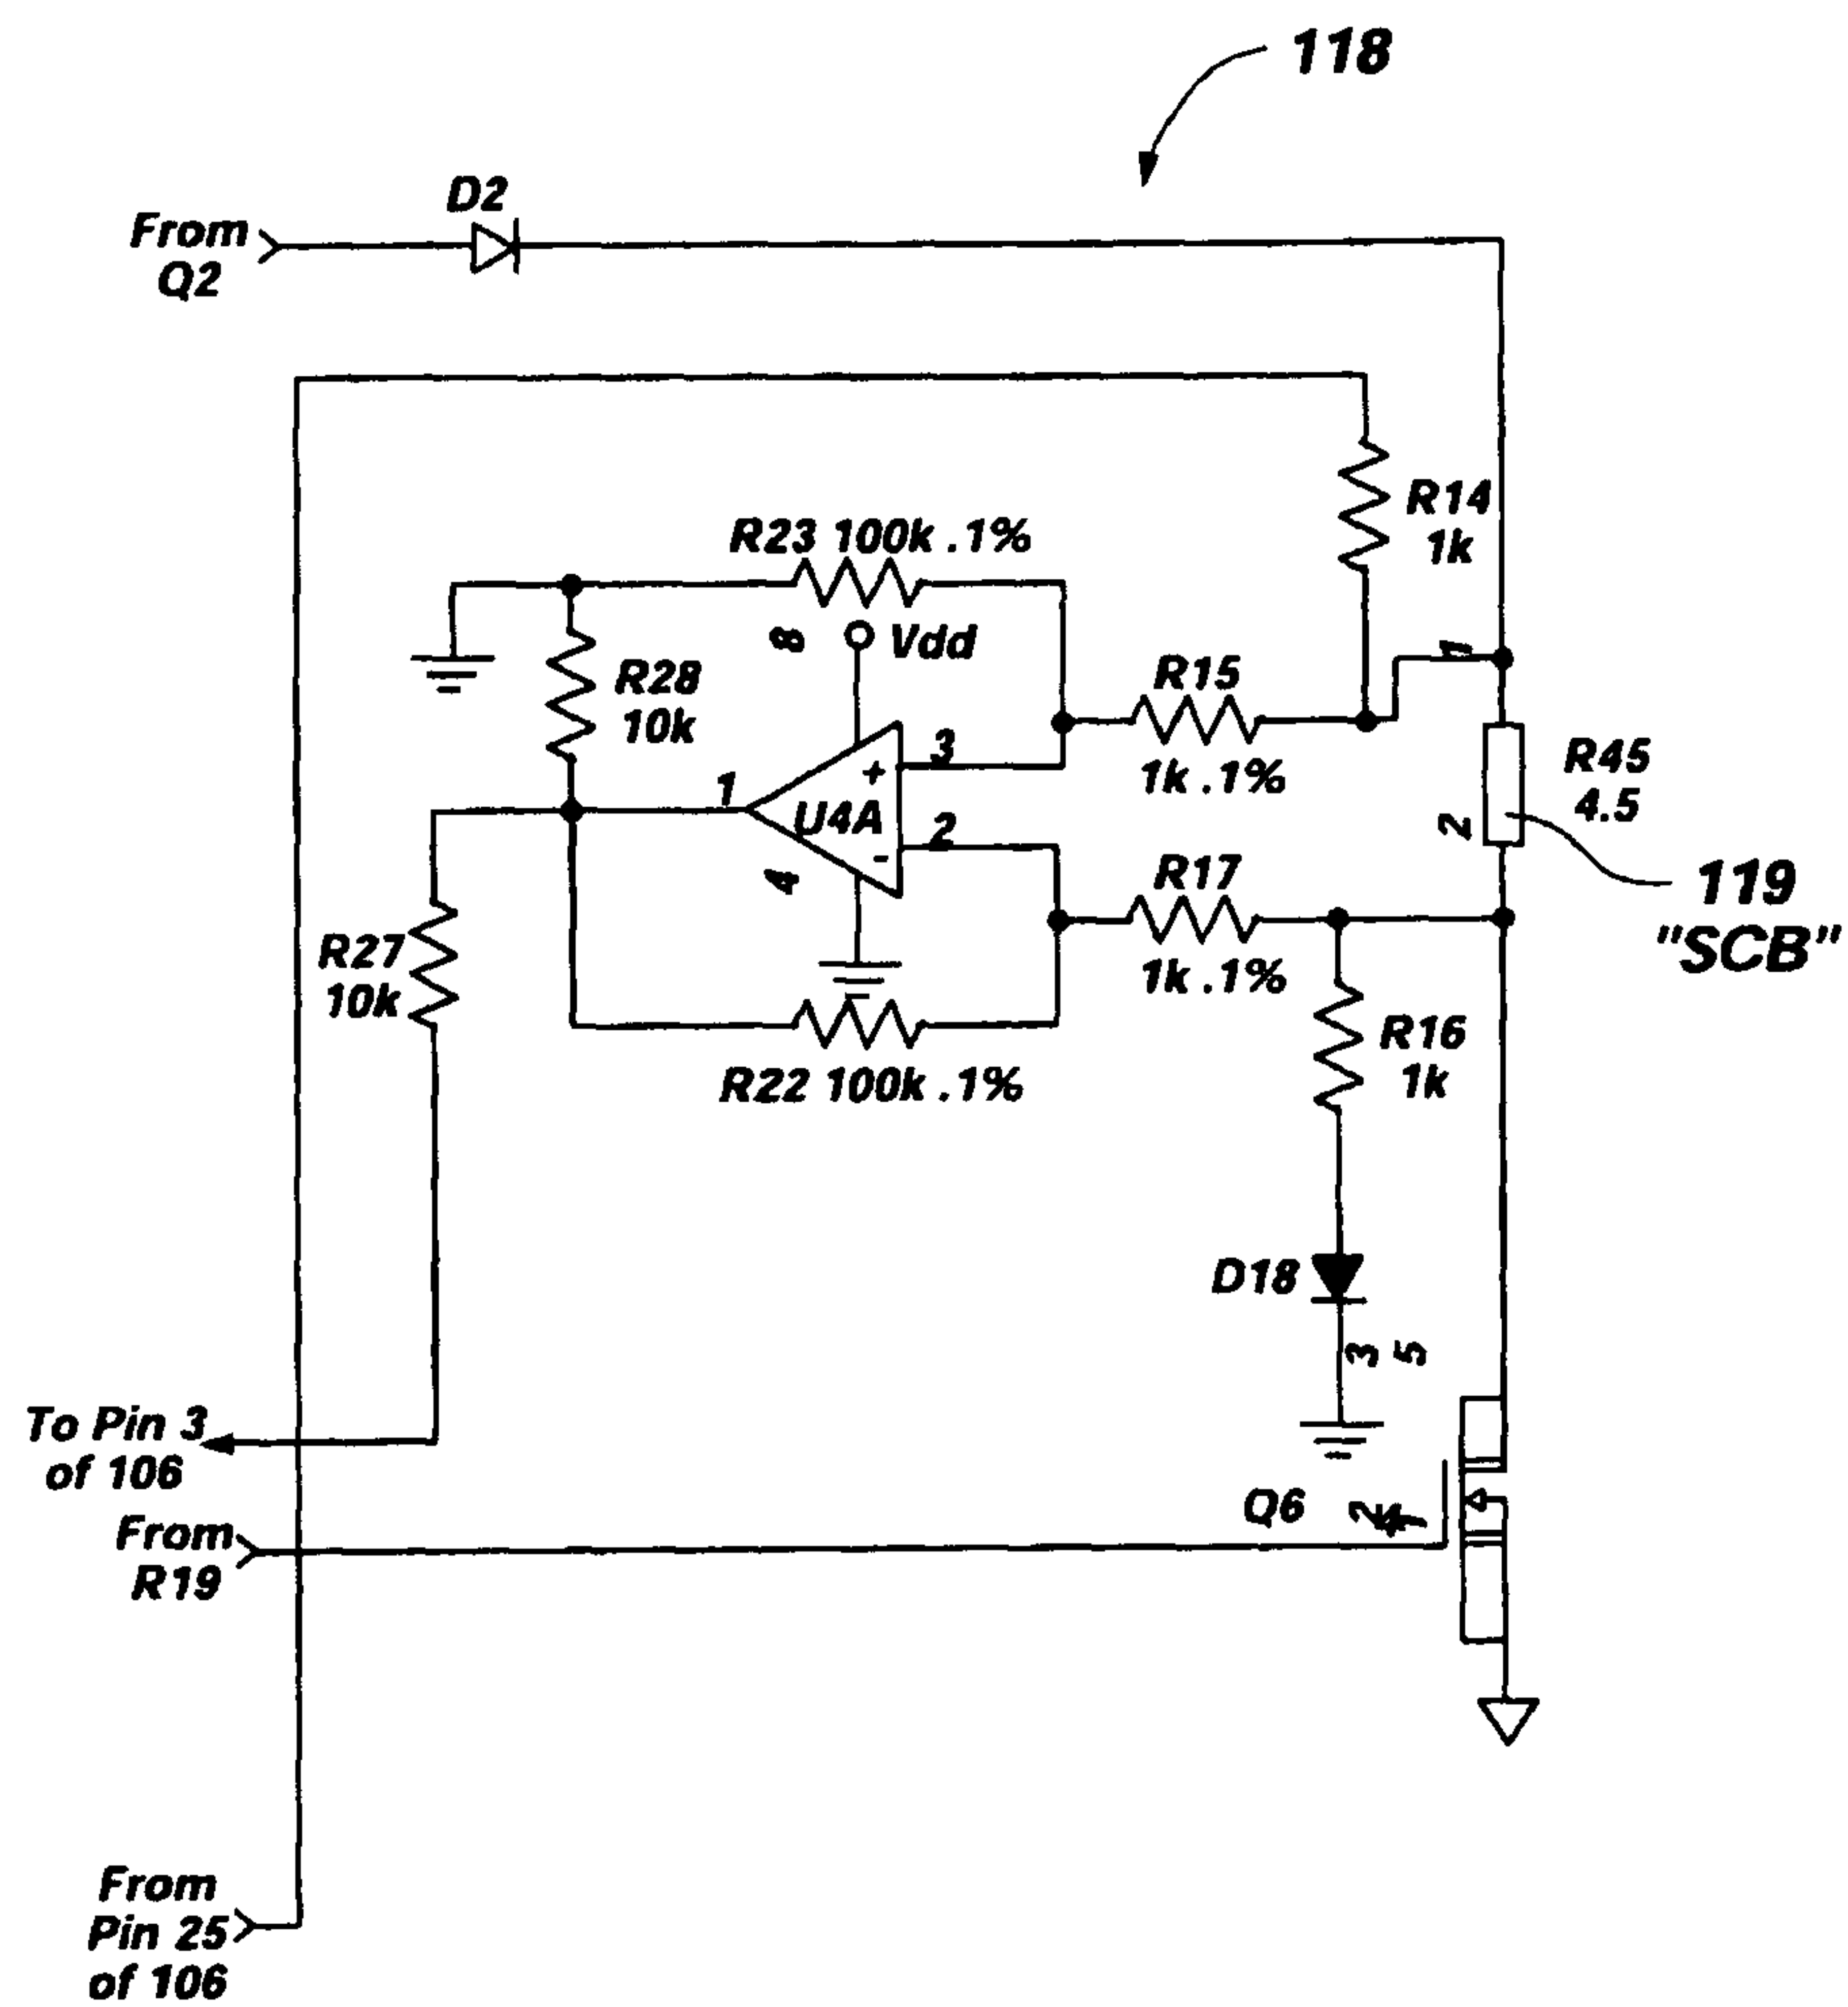 118
D2
From
Q2
R14
1k
R23 100k .1%
8
Vdd
1
R28
10k
R15
1k .1%
3
+
1
U4A
2
-
4
R45
4.5
2
119
"SCB"
R17
1k .1%
R27
10k
R16
1k
R22 100k .1%
D18
3 5
To Pin 3
of 106
Q6
2
From
R19
From
Pin 25
of 106